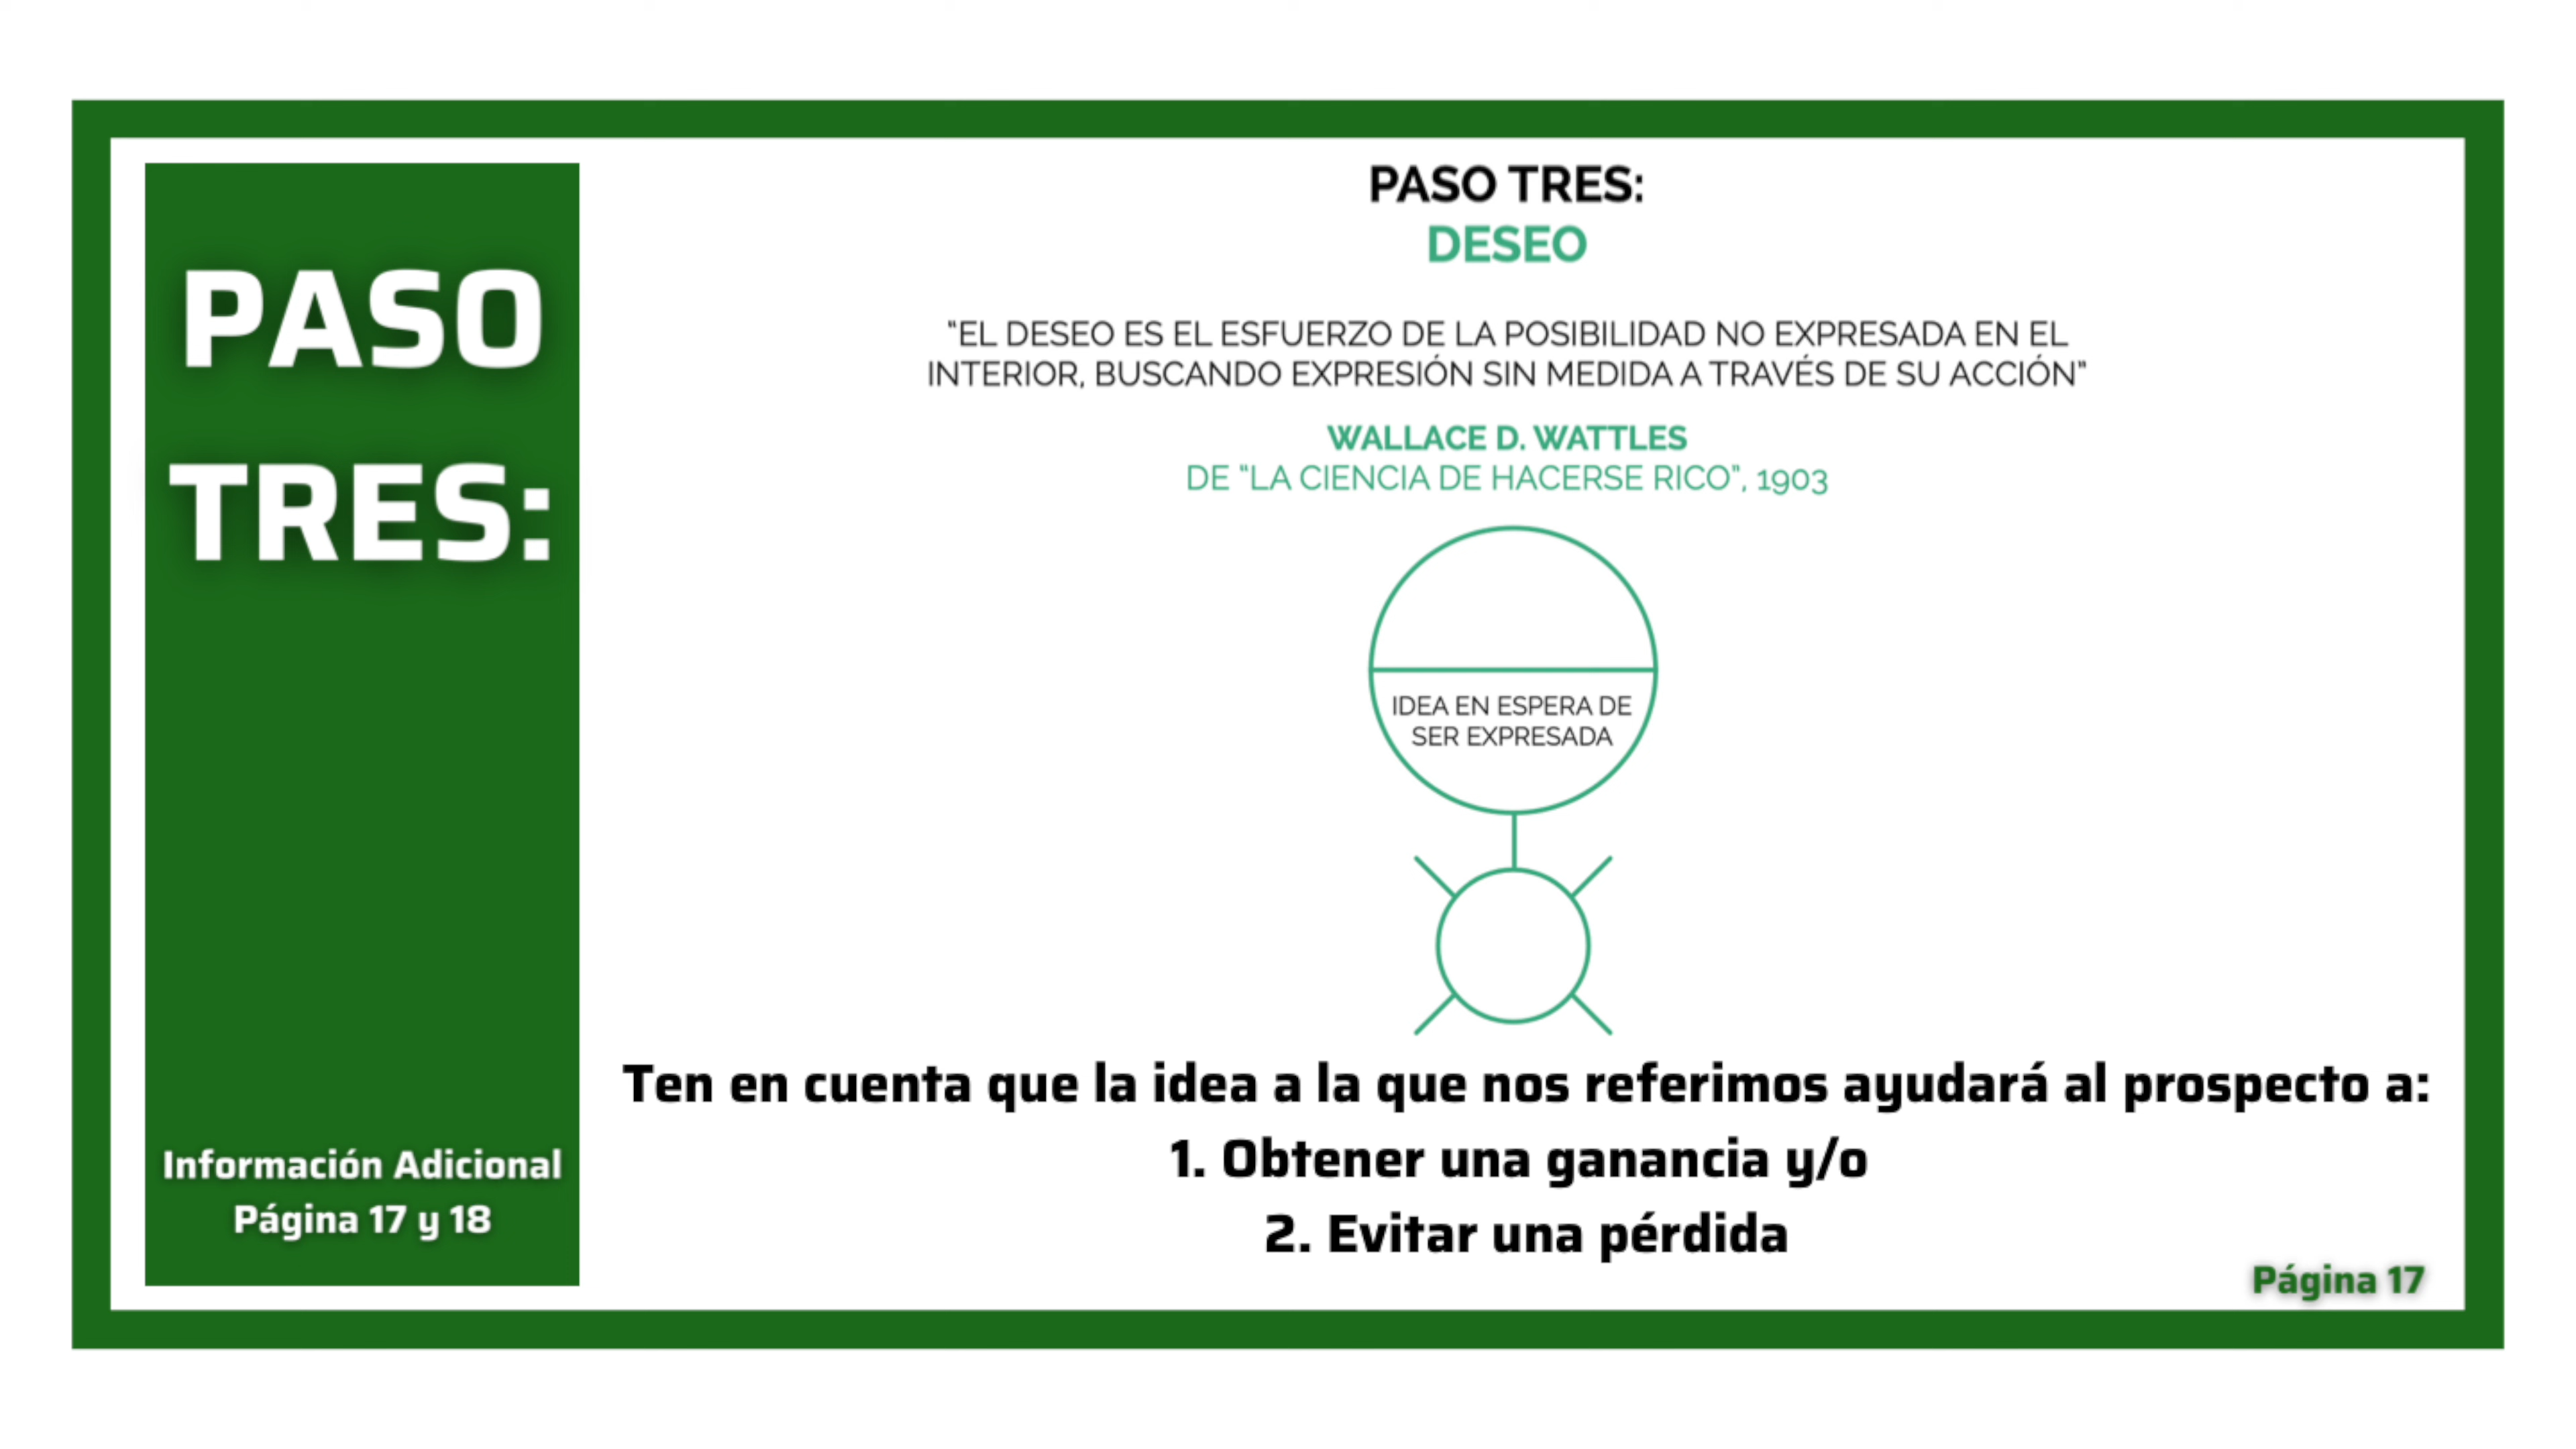 PASO
TRES:
Información Adicional
Página 17 y 18
PASO TRES:
DESEO
“EL DESEO ES EL ESFUERZO DE LA POSIBILIDAD NO EXPRESADA EN EL
INTERIOR, BUSCANDO EXPRESIÓN SIN MEDIDA A TRAVÉS DE SU ACCIÓN”
WALLACE D. WATTLES
DE “LA CIENCIA DE HACERSE RICO”, 1903
IDEA EN ESPERA DE
SER EXPRESADA
Ten en cuenta que la idea a la que nos referimos ayudará al prospecto a:
1. Obtener una ganancia y/o
2. Evitar una pérdida
Página 17